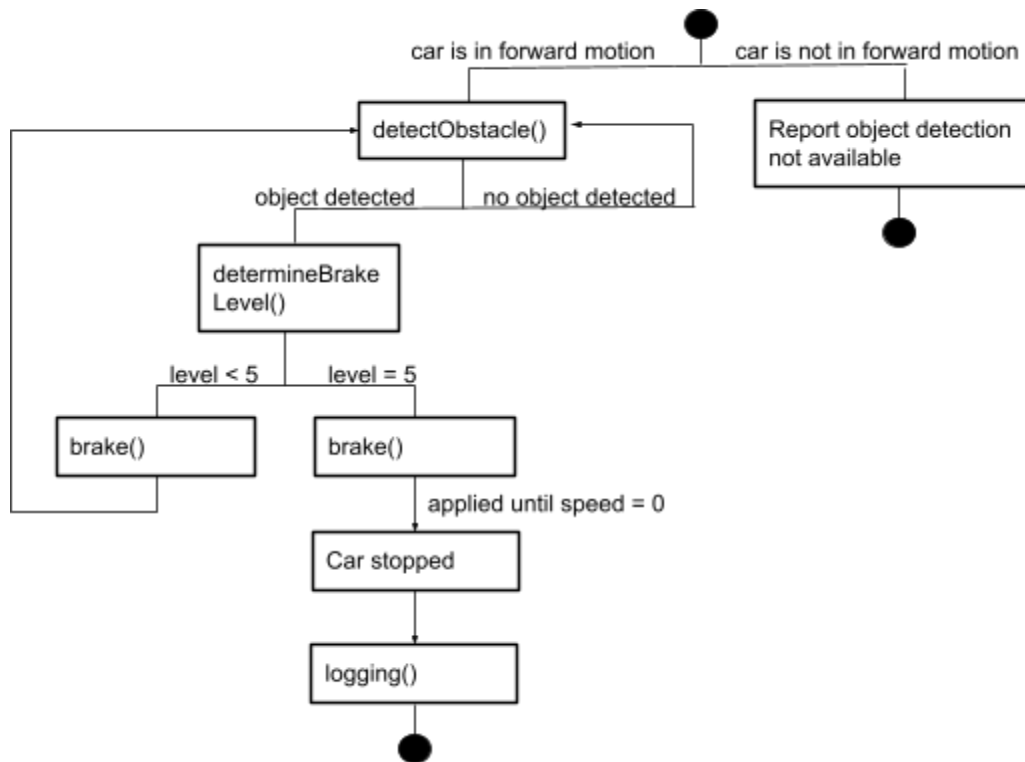 car is in forward motion
car is not in forward motion
detectObstacle()
Report object detection
not available
object detected
no object detected
determineBrake
Level()
level < 5
level = 5
brake()
brake()
applied until speed = 0
Car stopped
logging()